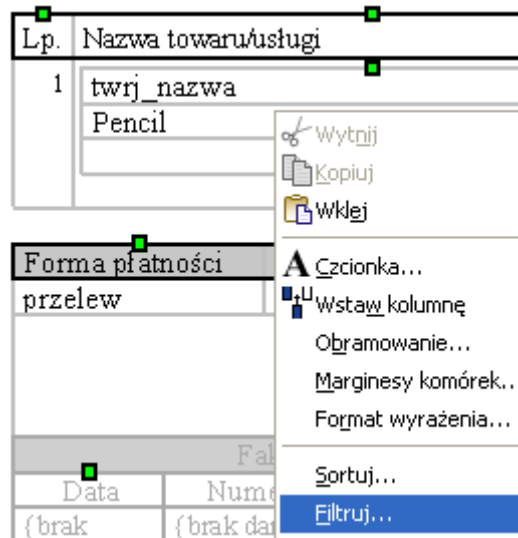 Lp. Nazwa towaru/usługi
1 twrj_nazwa
Pencil
Wytnij
Kopiuj
Wklej
Forma płatności
przelew
Czcionka...
Wstaw kolumnę
Obramowanie...
Marginesy komórek...
Format wyrażenia...
Sortuj...
Filtruj...
Data
{brak {brak